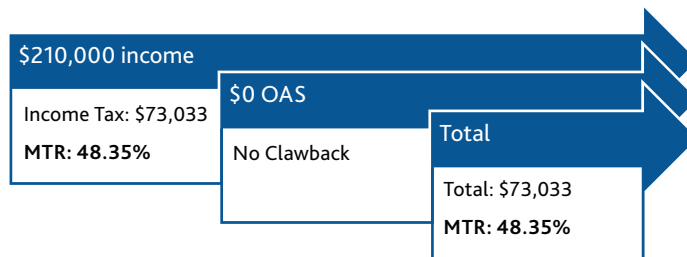 $210,000 income
Income Tax: $73,033
MTR: 48.35%
$0 OAS
No Clawback
Total
Total: $73,033
MTR: 48.35%